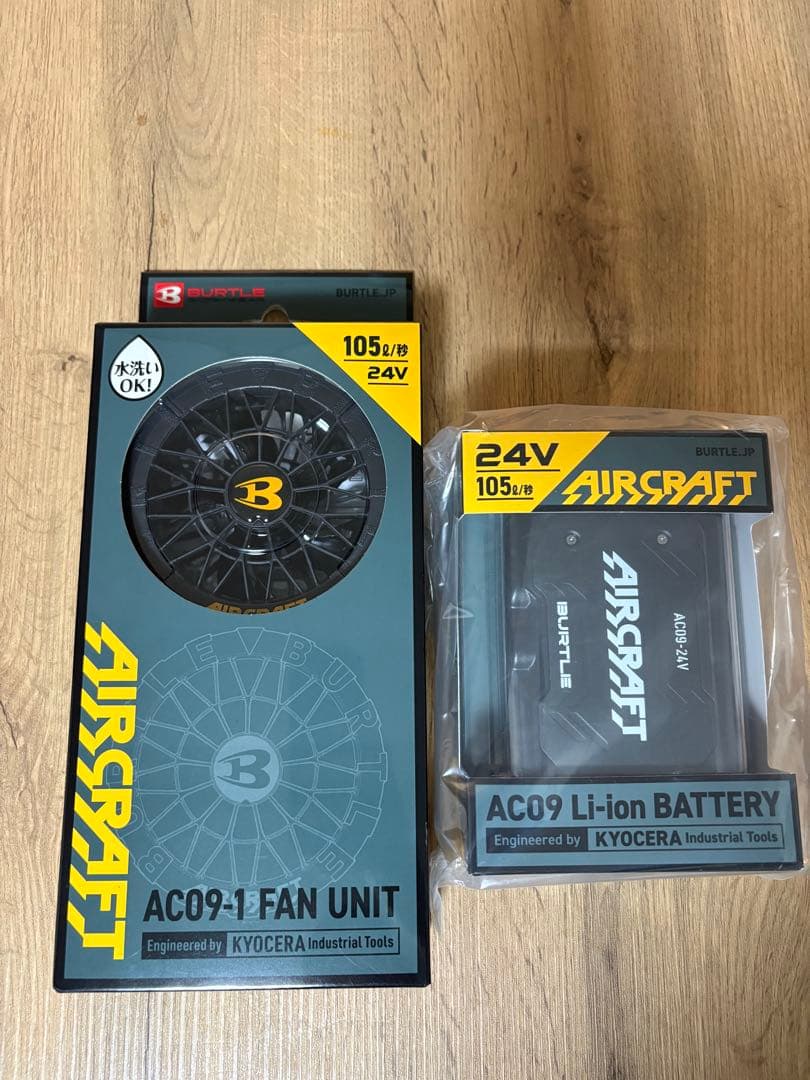 BURTLE
BURTLE.JP
水洗い
OK!
105ℓ/秒
24V
B
AIRCRAFT
AIRCRAFT
BURTLE
AC09-1 FAN UNIT
Engineered by KYOCERA Industrial Tools
24V
105ℓ/秒
AIRCRAFT
BURTLE.JP
AIRCRAFT
BURTLE
AC09-24V
AC09 Li-ion BATTERY
Engineered by KYOCERA Industrial Tools